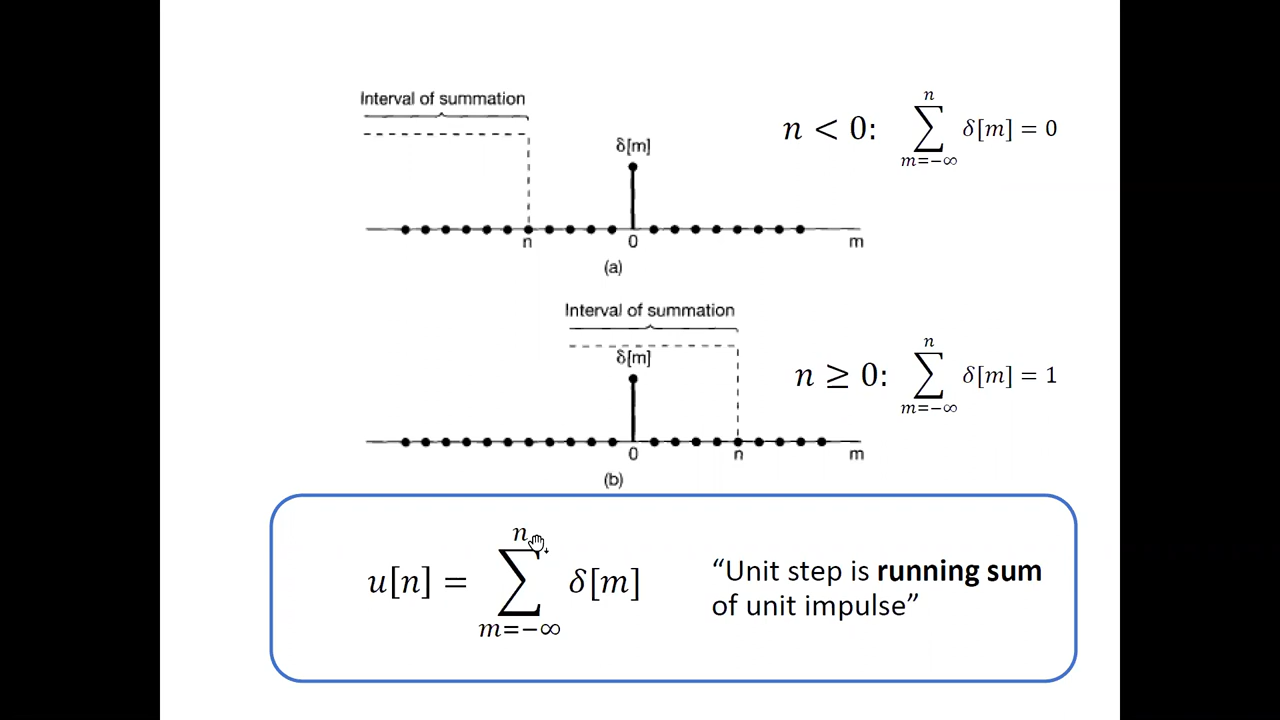 Interval of summation
n < 0: ∑_{m=−∞}^{n} δ[m] = 0
δ[m]
n 0 m
(a)
Interval of summation
δ[m]
n ≥ 0: ∑_{m=−∞}^{n} δ[m] = 1
0 n m
(b)
u[n] = ∑_{m=−∞}^{n} δ[m]
“Unit step is running sum
of unit impulse”